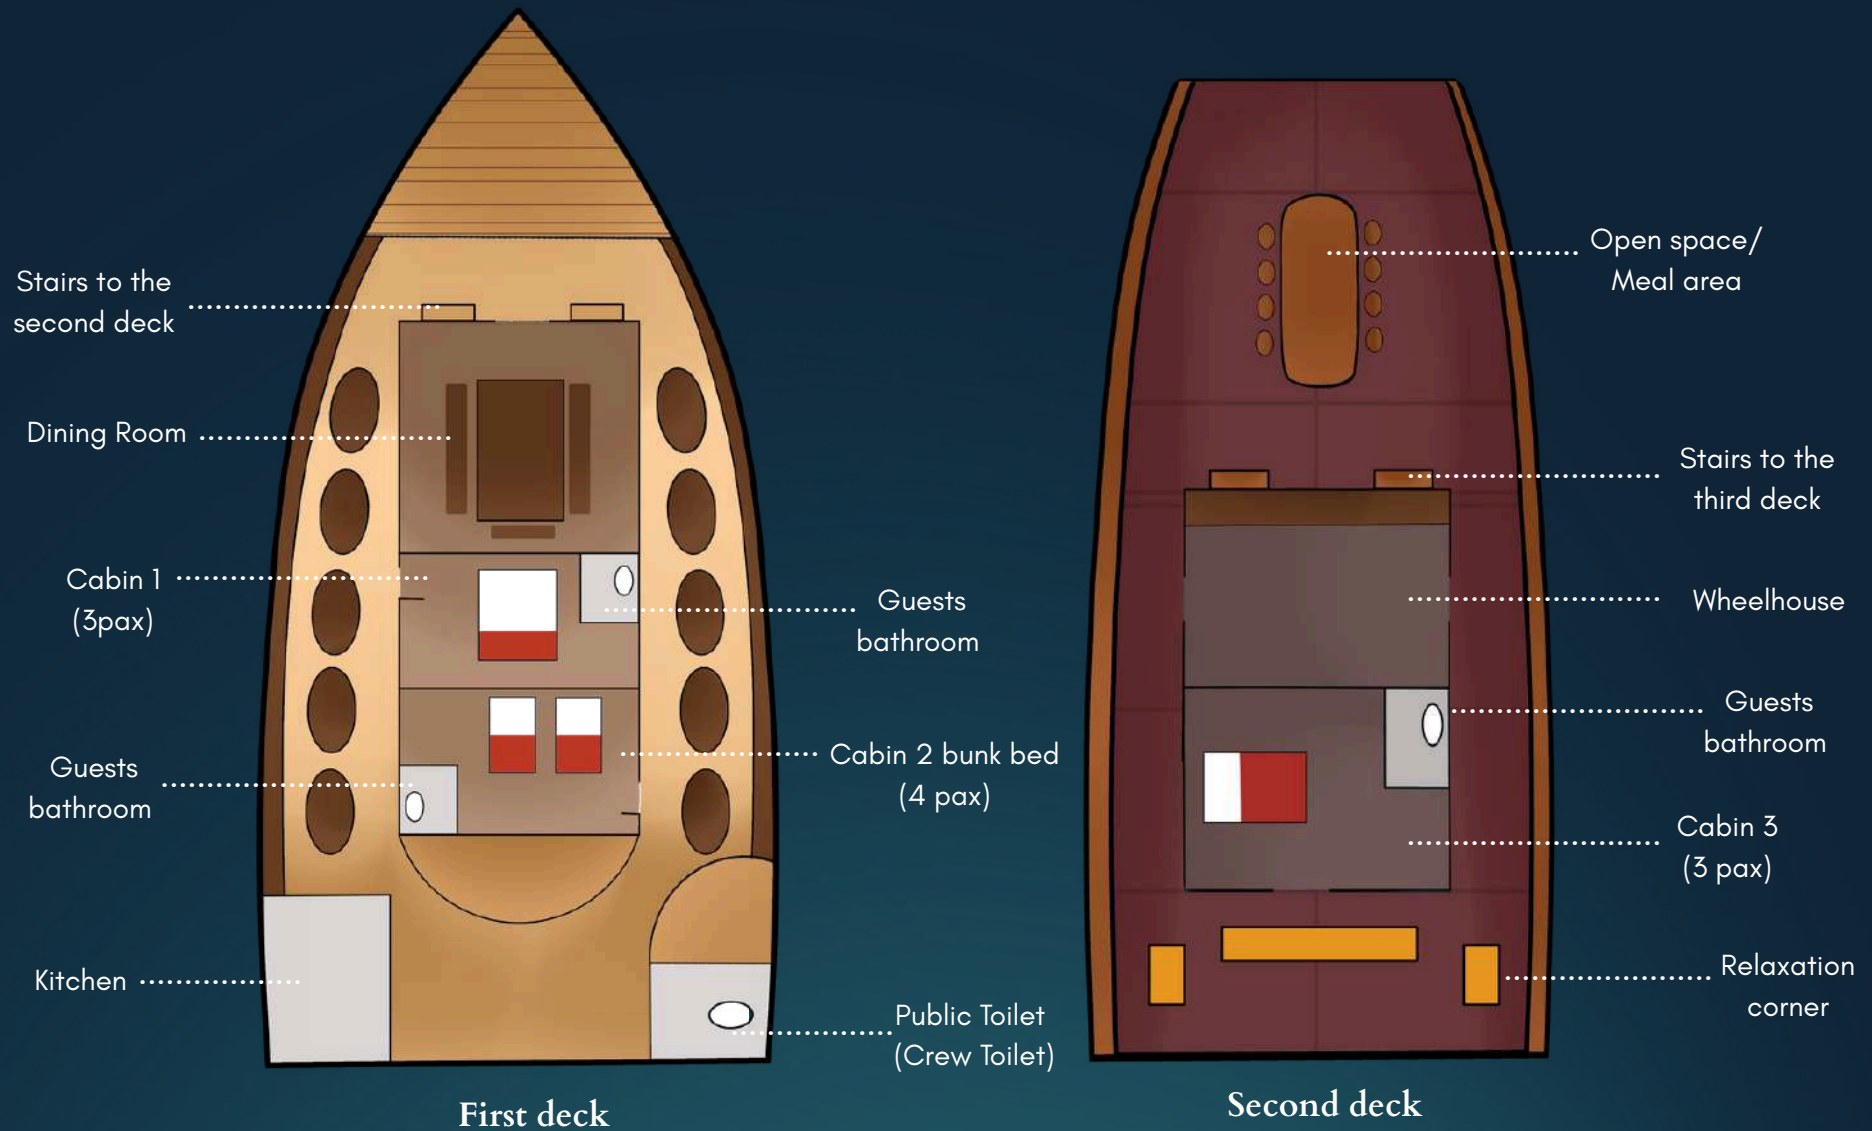 Stairs to the
second deck
Dining Room
Cabin 1
(3pax)
Guests
bathroom
Kitchen
Guests
bathroom
Cabin 2 bunk bed
(4 pax)
Public Toilet
(Crew Toilet)
First deck
Open space/
Meal area
Stairs to the
third deck
Wheelhouse
Guests
bathroom
Cabin 3
(3 pax)
Relaxation
corner
Second deck